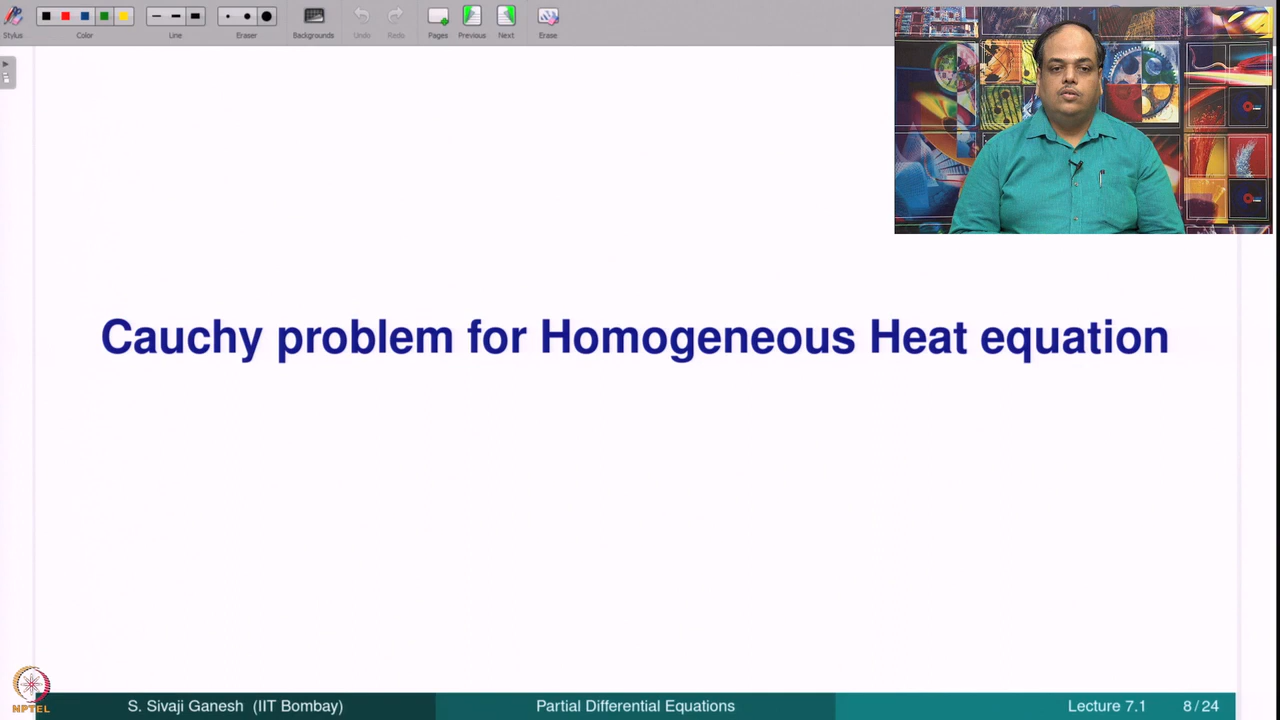 Stylus
Color
Line
Eraser
Backgrounds
Undo
Redo
Pages
Previous
Next
Erase
Cauchy problem for Homogeneous Heat equation
NPTEL
S. Sivaji Ganesh (IIT Bombay)
Partial Differential Equations
Lecture 7.1
8 / 24